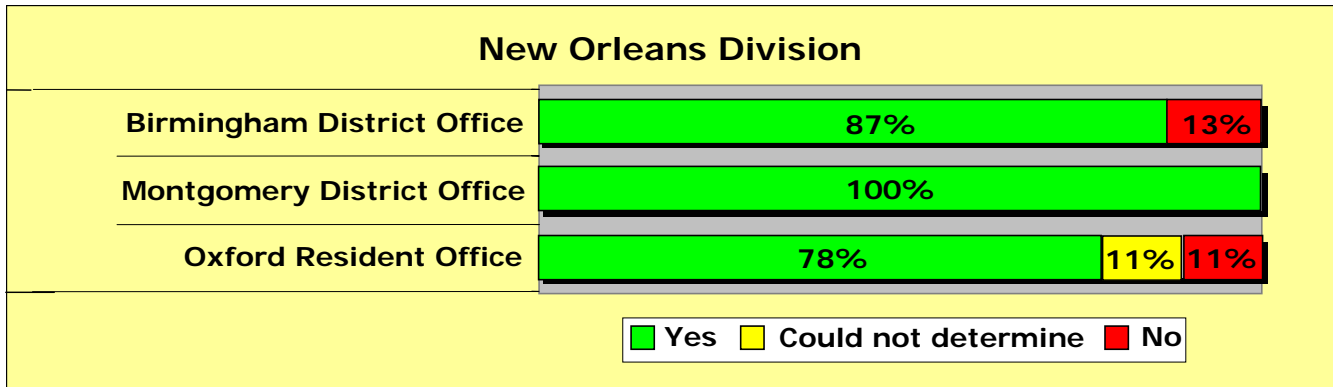 New Orleans Division
Birmingham District Office 87% 13%
Montgomery District Office 100%
Oxford Resident Office 78% 11% 11%
Yes Could not determine No